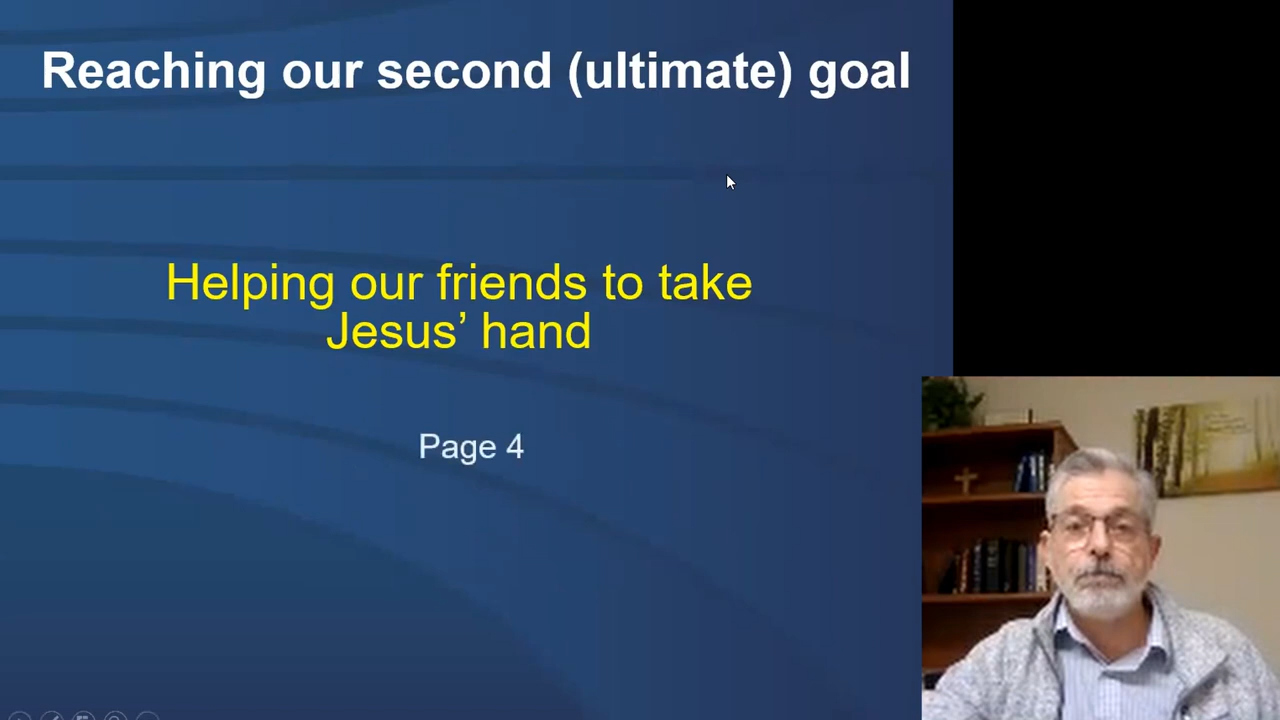 Reaching our second (ultimate) goal
Helping our friends to take
Jesus’ hand
Page 4